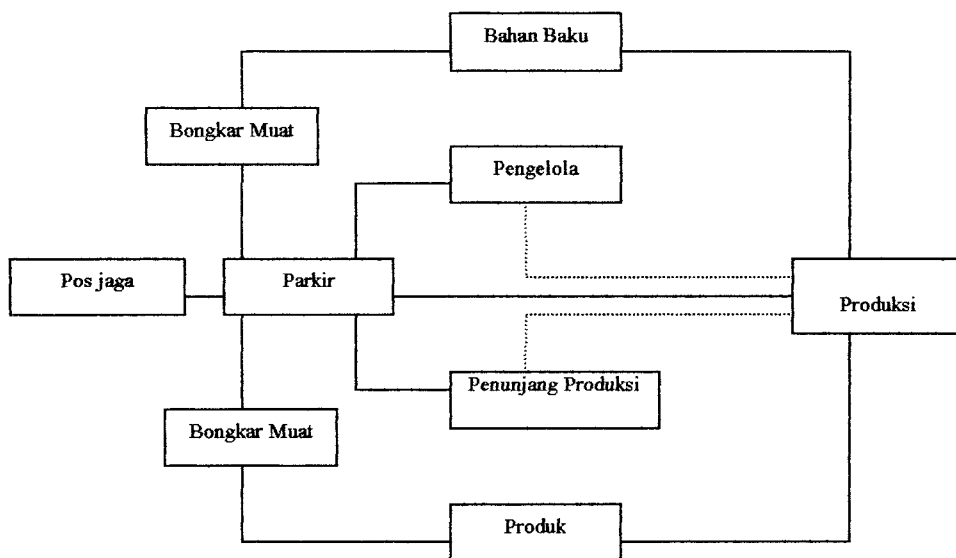 Bahan Baku
Bongkar Muat
Pengelola
Pos jaga
Parkir
Produksi
Penunjang Produksi
Bongkar Muat
Produk